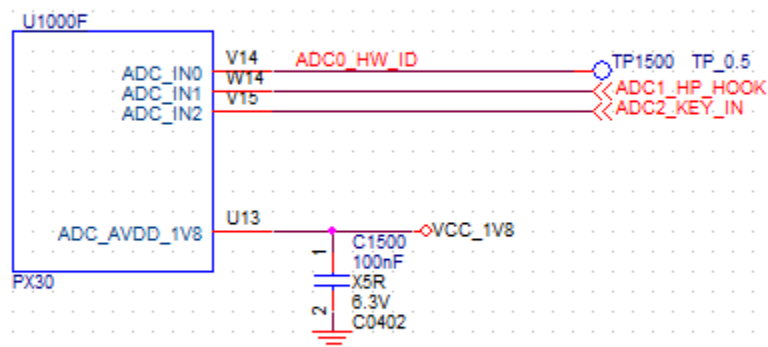 U1000F
V14 ADC0_HW_ID TP1500 TP_0.5
ADC_IN0
W14 ADC1_HP_HOOK
ADC_IN1
V15 ADC2_KEY_IN
ADC_IN2
U13
ADC_AVDD_1V8 VCC_1V8
1 C1500
100nF
PX30 X5R
6.3V
2 C0402